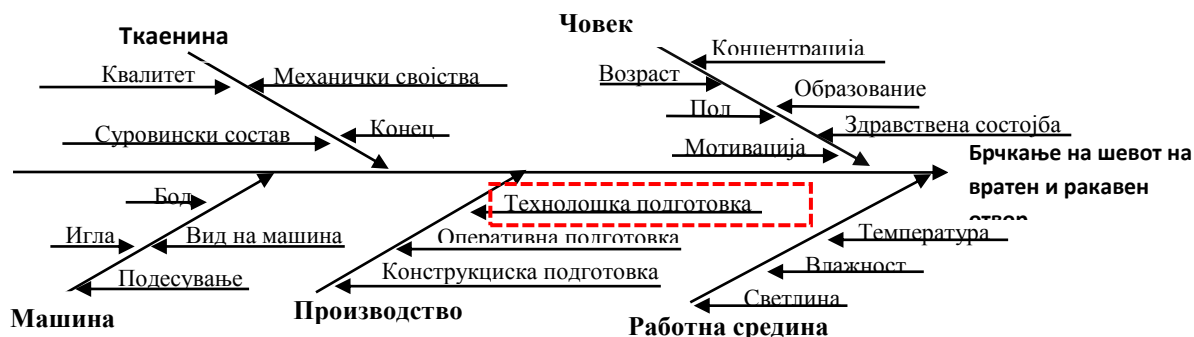 Ткаенина
Човек
Квалитет
Механички својства
Суровински состав
Конец
Концентрација
Возраст
Образование
Пол
Здравствена состојба
Мотивација
Брчкање на шевот на
вратен и ракавен
отвор
Бод
Игла
Вид на машина
Подесување
Машина
Технолошка подготовка
Оперативна подготовка
Конструкциска подготовка
Производство
Температура
Влажност
Светлина
Работна средина